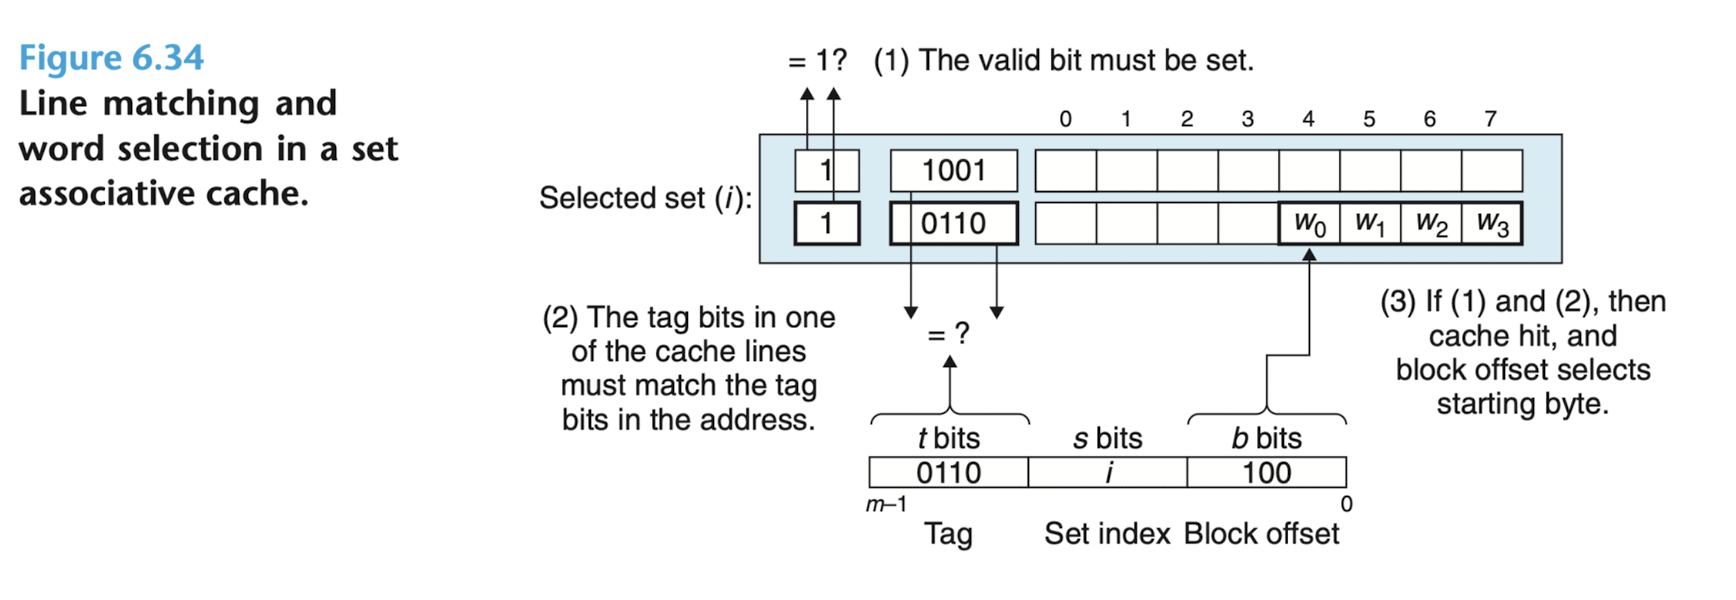 Figure 6.34
Line matching and
word selection in a set
associative cache.
= 1? (1) The valid bit must be set.
0 1 2 3 4 5 6 7
Selected set (i):
1 1001
1 0110 w0 w1 w2 w3
(2) The tag bits in one
of the cache lines
must match the tag
bits in the address.
= ?
(3) If (1) and (2), then
cache hit, and
block offset selects
starting byte.
t bits s bits b bits
0110 i 100
m–1 0
Tag Set index Block offset